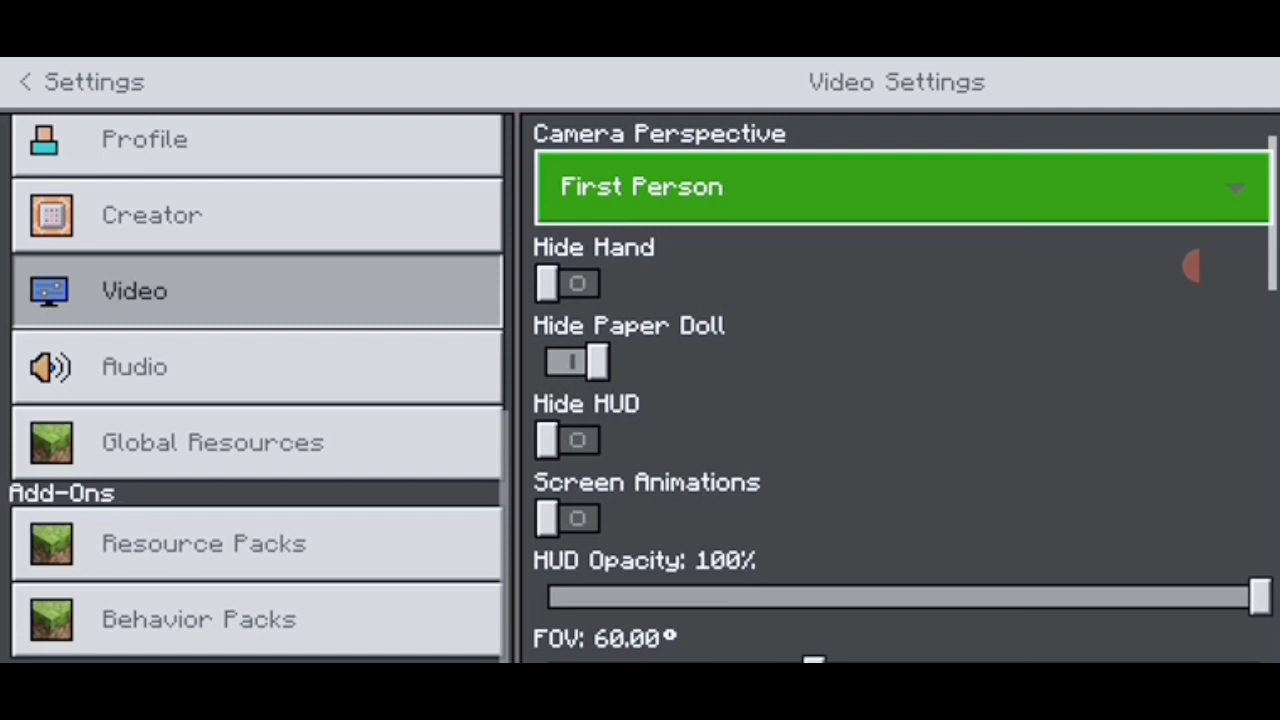 Settings
Video Settings
Profile
Creator
Video
Audio
Global Resources
Add-Ons
Resource Packs
Behavior Packs
Camera Perspective
First Person
Hide Hand
Hide Paper Doll
Hide HUD
Screen Animations
HUD Opacity: 100%
FOV: 60.00°